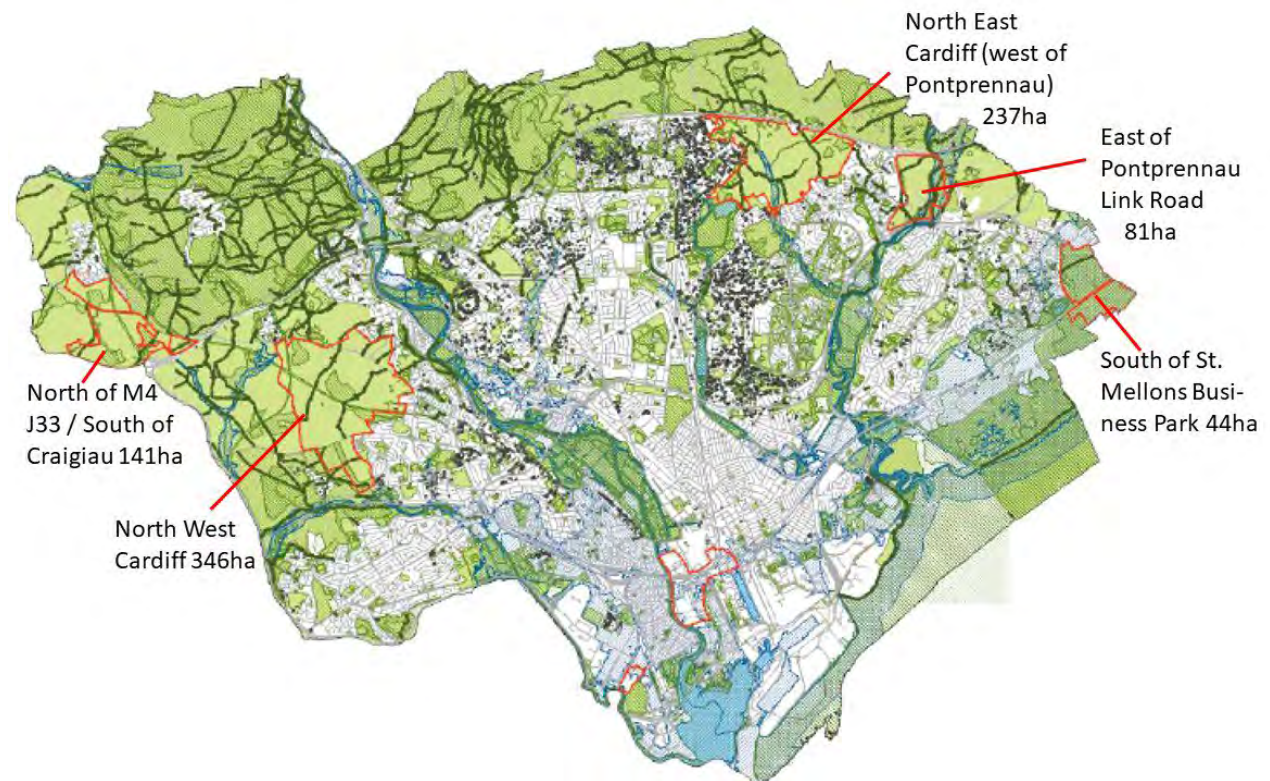 North East
Cardiff (west of
Pontprennau)
237ha
East of
Pontprennau
Link Road
81ha
South of St.
Mellons Busi-
ness Park 44ha
North of M4
J33 / South of
Craigiau 141ha
North West
Cardiff 346ha